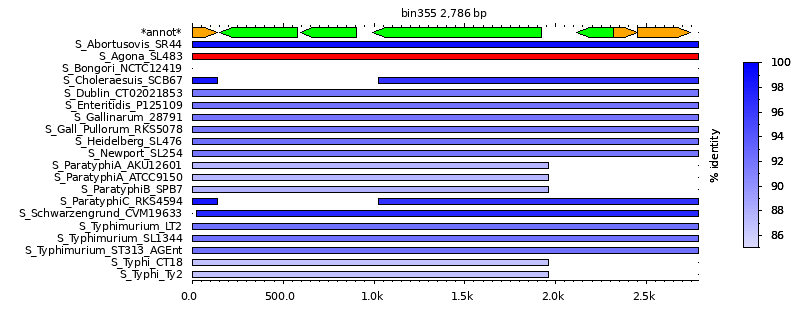 bin355 2,786 bp
*annot*
S_Abortusovis_SR44
S_Agona_SL483
S_Bongori_NCTC12419
S_Choleraesuis_SCB67
S_Dublin_CT02021853
S_Enteritidis_P125109
S_Gallinarum_28791
S_Gall_Pullorum_RKS5078
S_Heidelberg_SL476
S_Newport_SL254
S_ParatyphiA_AKU12601
S_ParatyphiA_ATCC9150
S_ParatyphiB_SPB7
S_ParatyphiC_RKS4594
S_Schwarzengrund_CVM19633
S_Typhimurium_LT2
S_Typhimurium_SL1344
S_Typhimurium_ST313_AGEnt
S_Typhi_CT18
S_Typhi_Ty2
0.0 500.0 1.0k 1.5k 2.0k 2.5k
100
98
96
94
92
90
88
86
% identity